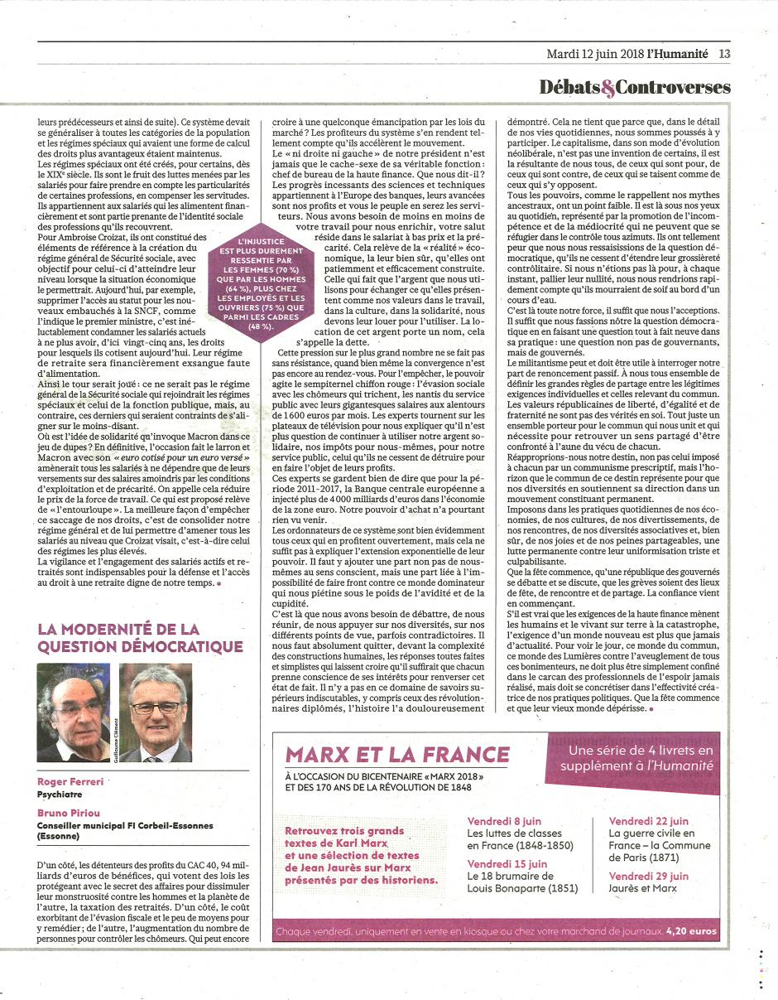 Mardi 12 juin 2018 l'Humanité 13
Débats&Controverses
leurs prédécesseurs et ainsi de suite). Ce système devait
se généraliser à toutes les catégories de la population
et les régimes spéciaux qui avaient une forme de calcul
des droits plus avantageux étaient maintenus.
Les régimes spéciaux ont été créés, pour certains, dès
le XIXe siècle. Ils sont le fruit des luttes menées par les
salariés pour faire prendre en compte les particularités
de certaines professions, en compenser les servitudes.
Ils appartiennent aux salariés qui les alimentent finan-
cièrement et sont partie prenante de l'identité sociale
des professions qu'ils recouvrent.
Pour Ambroise Croizat, ils ont constitué des
éléments de référence à la création du
régime général de Sécurité sociale, avec
objectif pour celui-ci d'atteindre leur
niveau lorsque la situation économique
le permettrait. Aujourd'hui, par exemple,
supprimer l'accès au statut pour les nou-
veaux embauchés à la SNCF, comme
l'indique le premier ministre, c'est iné-
luctablement condamner les salariés actuels
à ne plus avoir, d'ici vingt-cinq ans, les droits
pour lesquels ils cotisent aujourd'hui. Leur régime
de retraite sera financièrement exsangue faute
d'alimentation.
Ainsi le tour serait joué : ce ne serait pas le régime
général de la Sécurité sociale qui rejoindrait les régimes
spéciaux et celui de la fonction publique, mais, au
contraire, ces derniers qui seraient contraints de s'ali-
gner sur le moins-disant.
Où est l'idée de solidarité qu'invoque Macron dans ce
jeu de dupes ? En définitive, l'occasion fait le larron et
Macron avec son « euro cotisé pour un euro versé »
amènerait tous les salariés à ne dépendre que de leurs
versements sur des salaires amoindris par les conditions
d'exploitation et de précarité. On appelle cela réduire
le prix de la force de travail. Ce qui est proposé relève
de « l'entourloupe ». La meilleure façon d'empêcher
ce saccage de nos droits, c'est de consolider notre
régime général et de lui permettre d'amener tous les
salariés au niveau que Croizat visait, c'est-à-dire celui
des régimes les plus élevés.
La vigilance et l'engagement des salariés actifs et re-
traités sont indispensables pour la défense et l'accès
au droit à une retraite digne de notre temps.
L'INJUSTICE
EST PLUS DUREMENT
RESSENTIE PAR
LES FEMMES (70 %)
QUE PAR LES HOMMES
(64 %), PLUS CHEZ
LES EMPLOYÉS ET LES
OUVRIERS (75 %) QUE
PARMI LES CADRES
(48 %).
LA MODERNITÉ DE LA
QUESTION DÉMOCRATIQUE
Guillaume Clément
Roger Ferreri
Psychiatre
Bruno Piriou
Conseiller municipal FI Corbeil-Essonnes
(Essonne)
D'un côté, les détenteurs des profits du CAC 40, 94 mil-
liards d'euros de bénéfices, qui votent des lois les
protégeant avec le secret des affaires pour dissimuler
leur monstruosité contre les hommes et la planète de
l'autre, la taxation des retraités. D'un côté, le coût
exorbitant de l'évasion fiscale et le peu de moyens pour
y remédier ; de l'autre, l'augmentation du nombre de
personnes pour contrôler les chômeurs. Qui peut encore
croire à une quelconque émancipation par les lois du
marché ? Les profiteurs du système s'en rendent tel-
lement compte qu'ils accélèrent le mouvement.
Le « ni droite ni gauche » de notre président n'est
jamais que le cache-sexe de sa véritable fonction :
chef de bureau de la haute finance. Que nous dit-il ?
Les progrès incessants des sciences et techniques
appartiennent à l'Europe des banques, leurs avancées
sont nos profits et vous le peuple en serez les servi-
teurs. Nous avons besoin de moins en moins de
votre travail pour nous enrichir, votre salut
réside dans le salariat à bas prix et la pré-
carité. Cela relève de la « réalité » éco-
nomique, la leur bien sûr, qu'elles ont
patiemment et efficacement construite.
Celle qui fait que l'argent que nous uti-
lisons pour échanger ce qu'elles présen-
tent comme nos valeurs dans le travail,
dans la culture, dans la solidarité, nous
devons leur louer pour l'utiliser. La lo-
cation de cet argent porte un nom, cela
s'appelle la dette.
Cette pression sur le plus grand nombre ne se fait pas
sans résistance, quand bien même la convergence n'est
pas encore au rendez-vous. Pour l'empêcher, le pouvoir
agite le sempiternel chiffon rouge : l'évasion sociale
avec les chômeurs qui trichent, les nantis du service
public avec leurs gigantesques salaires aux alentours
de 1 600 euros par mois. Les experts tournent sur les
plateaux de télévision pour nous expliquer qu'il n'est
plus question de continuer à utiliser notre argent so-
lidaire, nos impôts pour nous-mêmes, pour notre
service public, celui qu'ils ne cessent de détruire pour
en faire l'objet de leurs profits.
Ces experts se gardent bien de dire que pour la pé-
riode 2011-2017, la Banque centrale européenne a
injecté plus de 4 000 milliards d'euros dans l'économie
de la zone euro. Notre pouvoir d'achat n'a pourtant
rien vu venir.
Les ordonnateurs de ce système sont bien évidemment
tous ceux qui en profitent ouvertement, mais cela ne
suffit pas à expliquer l'extension exponentielle de leur
pouvoir. Il faut y ajouter une part non pas de nous-
mêmes au sens conscient, mais une part liée à l'im-
possibilité de faire front contre ce monde dominateur
qui nous piétine sous le poids de l'avidité et de la
cupidité.
C'est là que nous avons besoin de débattre, de nous
réunir, de nous appuyer sur nos diversités, sur nos
différents points de vue, parfois contradictoires. Il
nous faut absolument quitter, devant la complexité
des constructions humaines, les réponses toutes faites
et simplistes qui laissent croire qu'il suffirait que chacun
prenne conscience de ses intérêts pour renverser cet
état de fait. Il n'y a pas en ce domaine de savoirs su-
périeurs indiscutables, y compris ceux des révolution-
naires diplômés, l'histoire l'a douloureusement
démontré. Cela ne tient que parce que, dans le détail
de nos vies quotidiennes, nous sommes poussés à y
participer. Le capitalisme, dans son mode d'évolution
néolibérale, n'est pas une invention de certains, il est
la résultante de nous tous, de ceux qui sont pour, de
ceux qui sont contre, de ceux qui se taisent comme de
ceux qui s'y opposent.
Tous les pouvoirs, comme le rappellent nos mythes
ancestraux, ont un point faible. Il est là sous nos yeux
au quotidien, représenté par la promotion de l'incom-
pétence et de la médiocrité qui ne peuvent que se
réfugier dans le contrôle tous azimuts. Ils ont tellement
peur que nous nous ressaisissions de la question dé-
mocratique, qu'ils ne cessent d'étendre leur grossièreté
contrôlitaire. Si nous n'étions pas là pour, à chaque
instant, pallier leur nullité, nous nous rendrions rapi-
dement compte qu'ils mourraient de soif au bord d'un
cours d'eau.
C'est là toute notre force, il suffit que nous l'acceptions.
Il suffit que nous fassions nôtre la question démocra-
tique en en faisant une question tout à fait neuve dans
sa pratique : une question non pas de gouvernants,
mais de gouvernés.
Le militantisme peut et doit être utile à interroger notre
part de renoncement passif. À nous tous ensemble de
définir les grandes règles de partage entre les légitimes
exigences individuelles et celles relevant du commun.
Les valeurs républicaines de liberté, d'égalité et de
fraternité ne sont pas des vérités en soi. Tout juste un
ensemble porteur pour le commun qui nous unit et qui
nécessite pour retrouver un sens partagé d'être
confronté à l'aune du vécu de chacun.
Réapproprions-nous notre destin, non pas celui imposé
à chacun par un communisme prescriptif, mais l'ho-
rizon que le commun de ce destin représente pour que
nos diversités en soutiennent sa direction dans un
mouvement constituant permanent.
Imposons dans les pratiques quotidiennes de nos éco-
nomies, de nos cultures, de nos divertissements, de
nos rencontres, de nos diversités associatives et, bien
sûr, de nos joies et de nos peines partageables, une
lutte permanente contre leur uniformisation triste et
culpabilisante.
Que la fête commence, qu'une république des gouvernés
se débatte et se discute, que les grèves soient des lieux
de fête, de rencontre et de partage. La confiance vient
en commençant.
S'il est vrai que les exigences de la haute finance mènent
les humains et le vivant sur terre à la catastrophe,
l'exigence d'un monde nouveau est plus que jamais
d'actualité. Pour voir le jour, ce monde du commun,
ce monde des Lumières contre l'aveuglement de tous
ces bonimenteurs, ne doit plus être simplement confiné
dans le carcan des professionnels de l'espoir jamais
réalisé, mais doit se concrétiser dans l'effectivité créa-
trice de nos pratiques politiques. Que la fête commence
et que leur vieux monde dépérisse.
MARX ET LA FRANCE
À L'OCCASION DU BICENTENAIRE « MARX 2018 »
ET DES 170 ANS DE LA RÉVOLUTION DE 1848
Une série de 4 livrets en
supplément à l'Humanité
Retrouvez trois grands
textes de Karl Marx
et une sélection de textes
de Jean Jaurès sur Marx
présentés par des historiens.
Vendredi 8 juin
Les luttes de classes
en France (1848-1850)
Vendredi 15 juin
Le 18 brumaire de
Louis Bonaparte (1851)
Vendredi 22 juin
La guerre civile en
France – la Commune
de Paris (1871)
Vendredi 29 juin
Jaurès et Marx
Chaque vendredi, uniquement en vente en kiosque ou chez votre marchand de journaux. 4,20 euros